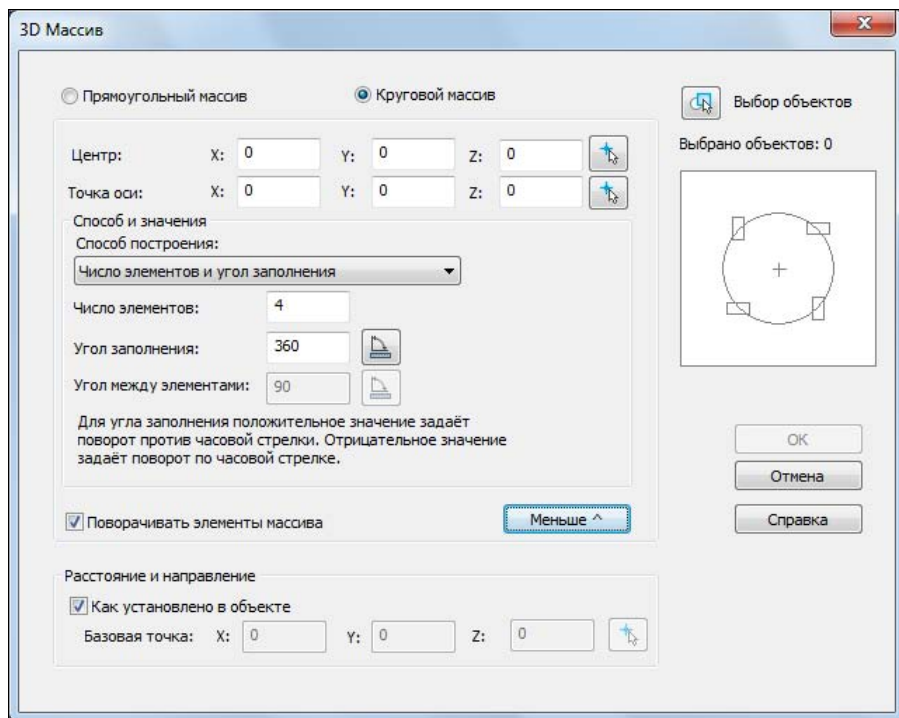 3D Массив
Прямоугольный массив Круговой массив
Выбор объектов
Выбрано объектов: 0
Центр: X: 0 Y: 0 Z: 0
Точка оси: X: 0 Y: 0 Z: 0
Способ и значения
Способ построения:
Число элементов и угол заполнения
Число элементов: 4
Угол заполнения: 360
Угол между элементами: 90
Для угла заполнения положительное значение задаёт
поворот против часовой стрелки. Отрицательное значение
задаёт поворот по часовой стрелке.
Поворачивать элементы массива
Меньше ^
OK
Отмена
Справка
Расстояние и направление
Как установлено в объекте
Базовая точка: X: 0 Y: 0 Z: 0